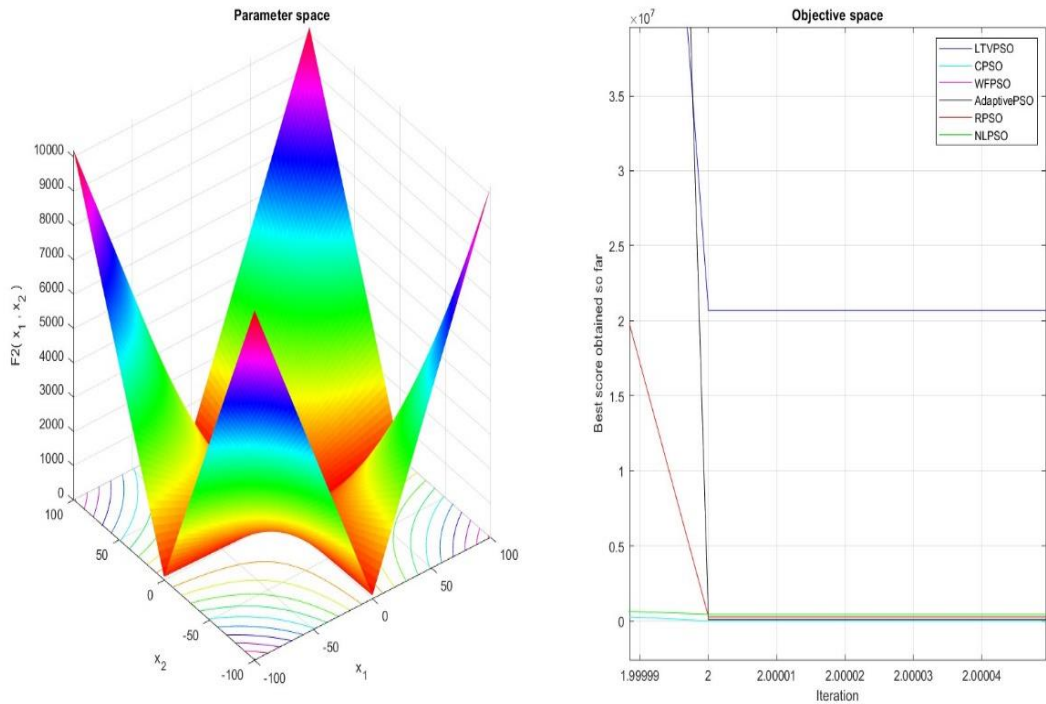 Parameter space
10000
9000
8000
7000
6000
5000
4000
3000
2000
1000
0
F2( x1 , x2 )
100
50
0
-50
-100
x2
-100
-50
0
50
100
x1
Objective space
×10^7
3.5
3
2.5
2
1.5
1
0.5
0
Best score obtained so far
1.99999 2 2.00001 2.00002 2.00003 2.00004
Iteration
LTVPSO
CPSO
WFPSO
AdaptivePSO
RPSO
NLPSO